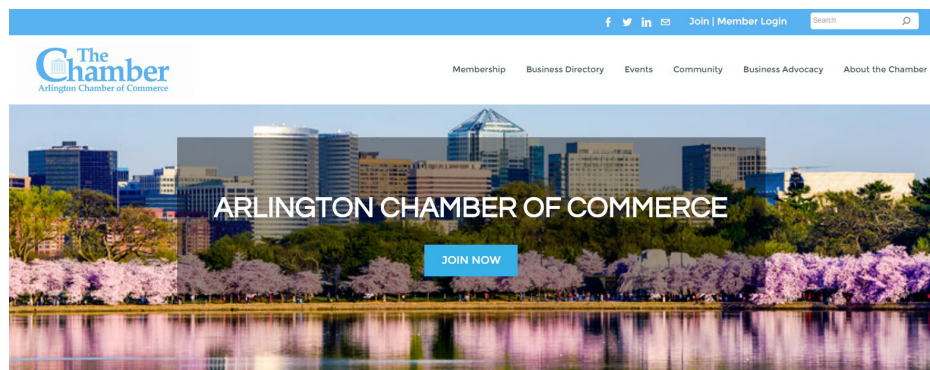 Join | Member Login
Search
The
Chamber
Arlington Chamber of Commerce
Membership Business Directory Events Community Business Advocacy About the Chamber
ARLINGTON CHAMBER OF COMMERCE
JOIN NOW